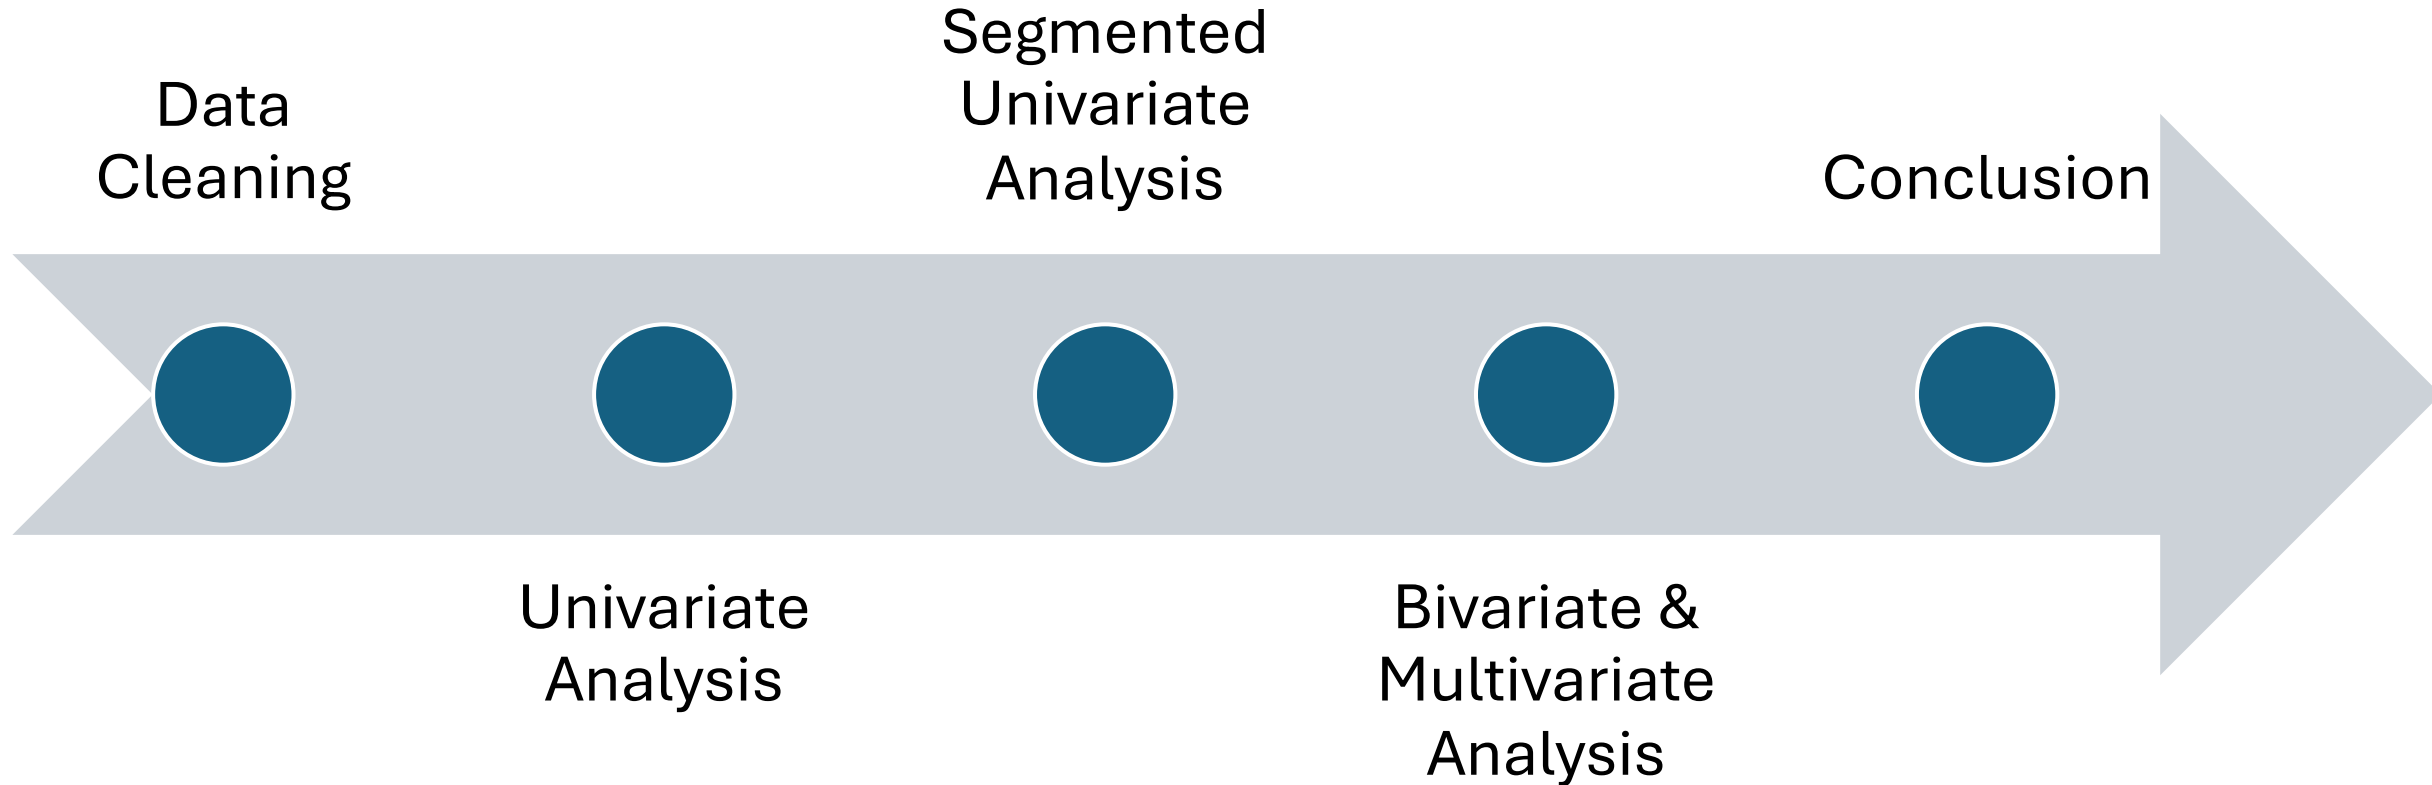 Data
Cleaning
Univariate
Analysis
Segmented
Univariate
Analysis
Bivariate &
Multivariate
Analysis
Conclusion